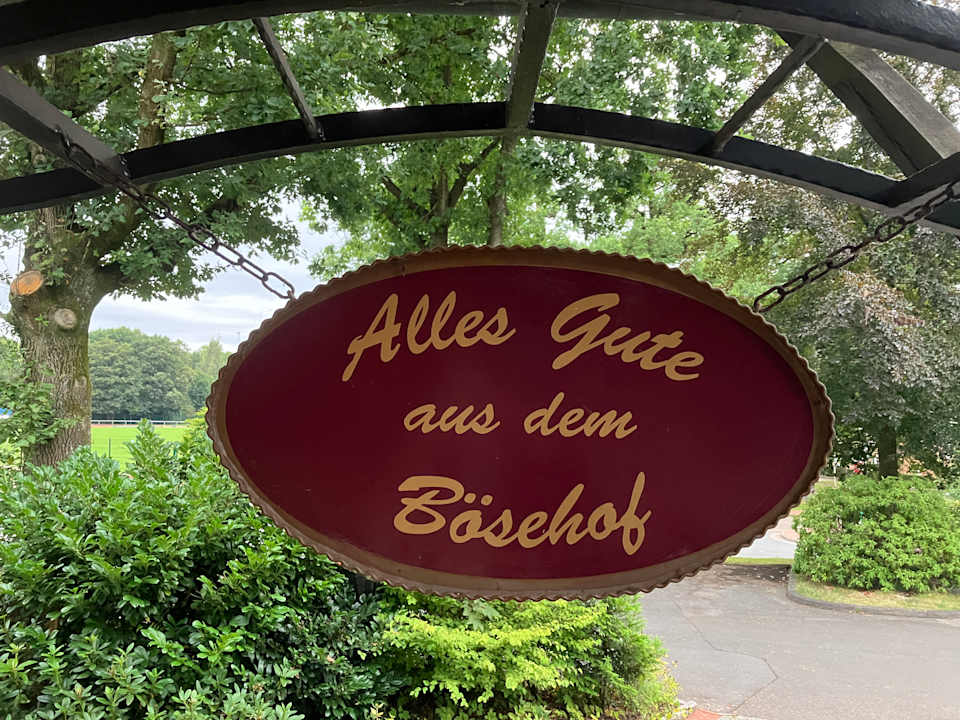 Alles Gute
aus dem
Bösehof